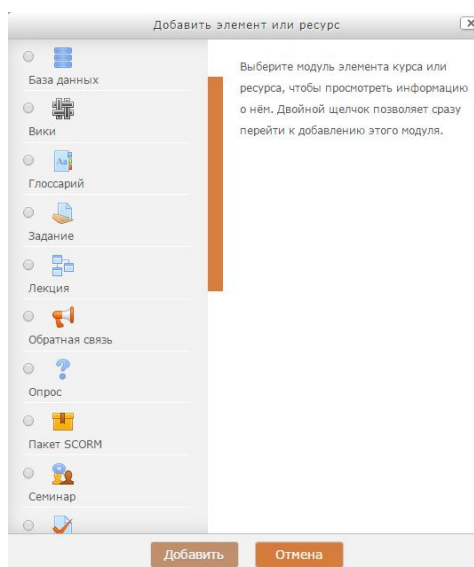 Добавить элемент или ресурс
База данных
Вики
Глоссарий
Задание
Лекция
Обратная связь
Опрос
Пакет SCORM
Семинар
Выберите модуль элемента курса или
ресурса, чтобы просмотреть информацию
о нём. Двойной щелчок позволяет сразу
перейти к добавлению этого модуля.
Добавить
Отмена